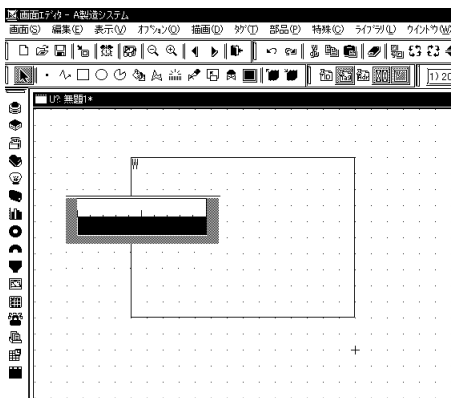 画面ｴﾃﾞｨﾀ - A製造システム
画面(S) 編集(E) 表示(V) ｵﾌﾟｼｮﾝ(O) 描画(D) ﾀｸﾞ(T) 部品(P) 特殊(C) ﾗｲﾌﾞﾗﾘ(L) ｳｲﾝﾄﾞｳ(W)
1) 20
U?: 無題1*
W